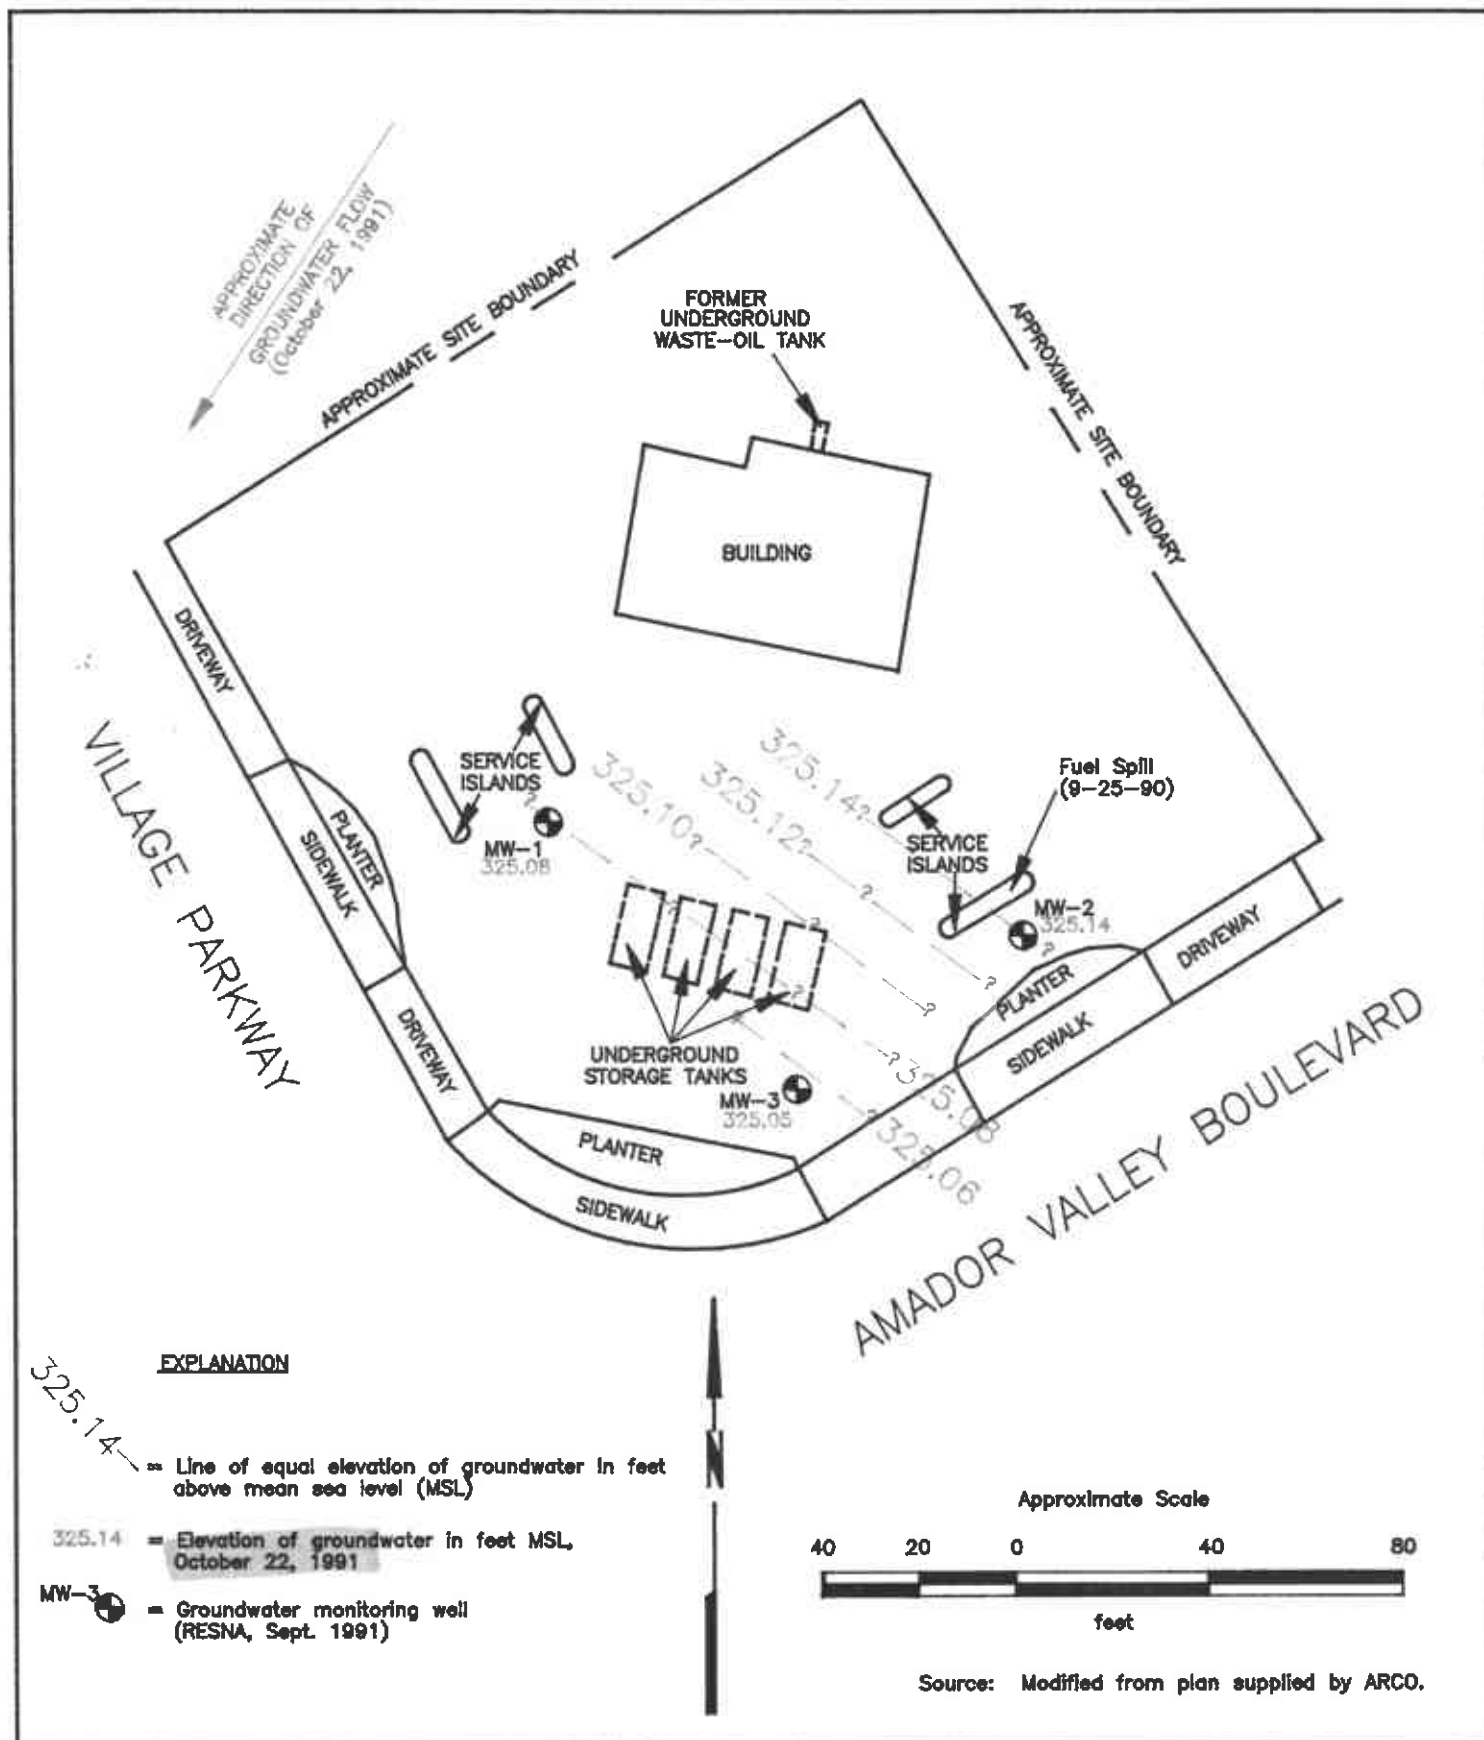 APPROXIMATE
DIRECTION OF
GROUNDWATER FLOW
(October 22, 1991)
APPROXIMATE SITE BOUNDARY
FORMER
UNDERGROUND
WASTE-OIL TANK
APPROXIMATE SITE BOUNDARY
BUILDING
DRIVEWAY
VILLAGE PARKWAY
SERVICE
ISLANDS
325.10?
325.12?
325.14?
Fuel Spill
(9-25-90)
?
PLANTER
SIDEWALK
MW-1
325.08
SERVICE
ISLANDS
?
?
?
MW-2
325.14
?
DRIVEWAY
?
?
?
PLANTER
SIDEWALK
DRIVEWAY
UNDERGROUND
STORAGE TANKS
?
?
325.08
MW-3
325.05
?
325.06
PLANTER
SIDEWALK
AMADOR VALLEY BOULEVARD
EXPLANATION
325.14
= Line of equal elevation of groundwater in feet
above mean sea level (MSL)
325.14 = Elevation of groundwater in feet MSL,
October 22, 1991
MW-3 = Groundwater monitoring well
(RESNA, Sept. 1991)
N
Approximate Scale
40 20 0 40 80
feet
Source: Modified from plan supplied by ARCO.